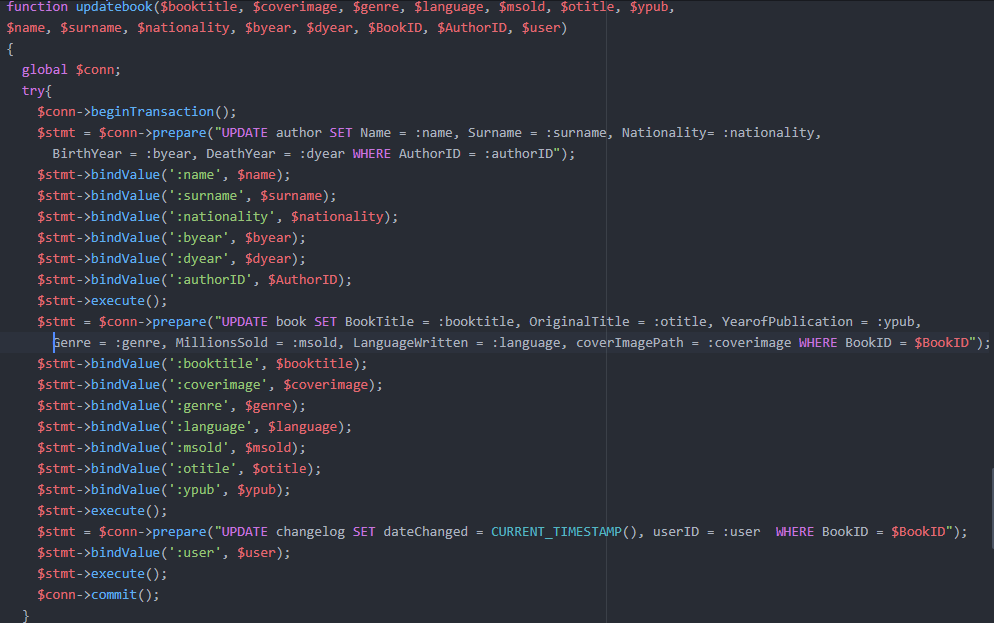 function updatebook($booktitle, $coverimage, $genre, $language, $msold, $otitle, $ypub,
$name, $surname, $nationality, $byear, $dyear, $BookID, $AuthorID, $user)
{
  global $conn;
  try{
    $conn->beginTransaction();
    $stmt = $conn->prepare("UPDATE author SET Name = :name, Surname = :surname, Nationality= :nationality,
      BirthYear = :byear, DeathYear = :dyear WHERE AuthorID = :authorID");
    $stmt->bindValue(':name', $name);
    $stmt->bindValue(':surname', $surname);
    $stmt->bindValue(':nationality', $nationality);
    $stmt->bindValue(':byear', $byear);
    $stmt->bindValue(':dyear', $dyear);
    $stmt->bindValue(':authorID', $AuthorID);
    $stmt->execute();
    $stmt = $conn->prepare("UPDATE book SET BookTitle = :booktitle, OriginalTitle = :otitle, YearofPublication = :ypub,
      Genre = :genre, MillionsSold = :msold, LanguageWritten = :language, coverImagePath = :coverimage WHERE BookID = $BookID");
    $stmt->bindValue(':booktitle', $booktitle);
    $stmt->bindValue(':coverimage', $coverimage);
    $stmt->bindValue(':genre', $genre);
    $stmt->bindValue(':language', $language);
    $stmt->bindValue(':msold', $msold);
    $stmt->bindValue(':otitle', $otitle);
    $stmt->bindValue(':ypub', $ypub);
    $stmt->execute();
    $stmt = $conn->prepare("UPDATE changelog SET dateChanged = CURRENT_TIMESTAMP(), userID = :user  WHERE BookID = $BookID");
    $stmt->bindValue(':user', $user);
    $stmt->execute();
    $conn->commit();
  }